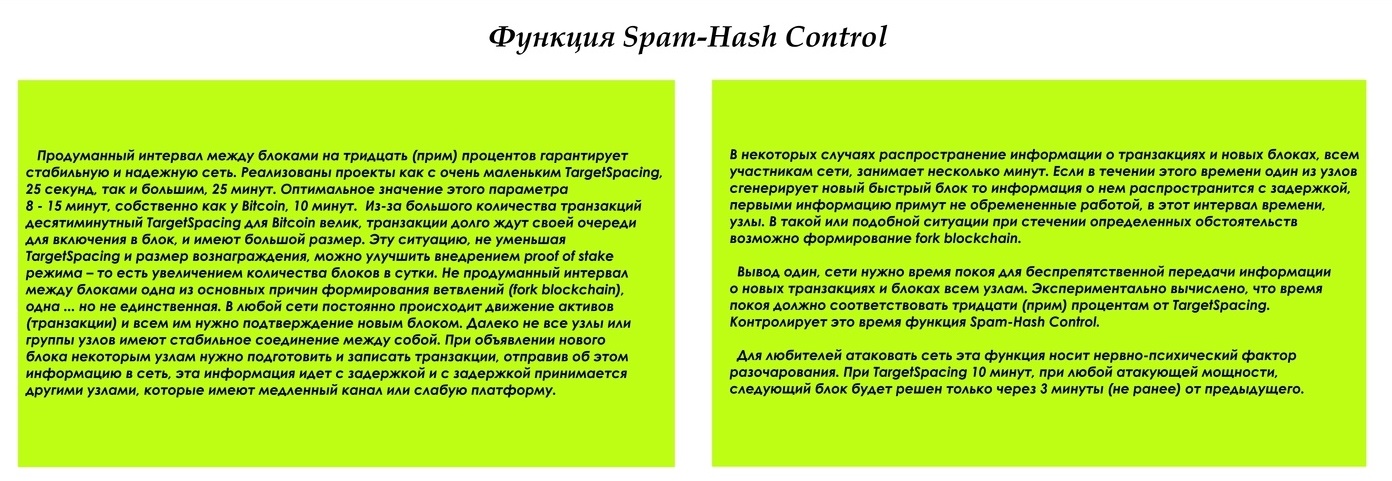 Функция Spam-Hash Control
Продуманный интервал между блоками на тридцать (прим) процентов гарантирует
стабильную и надежную сеть. Реализованы проекты как с очень маленьким TargetSpacing,
25 секунд, так и большим, 25 минут. Оптимальное значение этого параметра
8 - 15 минут, собственно как у Bitcoin, 10 минут. Из-за большого количества транзакций
десятиминутный TargetSpacing для Bitcoin велик, транзакции долго ждут своей очереди
для включения в блок, и имеют большой размер. Эту ситуацию, не уменьшая
TargetSpacing и размер вознаграждения, можно улучшить внедрением proof of stake
режима – то есть увеличением количества блоков в сутки. Не продуманный интервал
между блоками одна из основных причин формирования ветвлений (fork blockchain),
одна ... но не единственная. В любой сети постоянно происходит движение активов
(транзакции) и всем им нужно подтверждение новым блоком. Далеко не все узлы или
группы узлов имеют стабильное соединение между собой. При объявлении нового
блока некоторым узлам нужно подготовить и записать транзакции, отправив об этом
информацию в сеть, эта информация идет с задержкой и с задержкой принимается
другими узлами, которые имеют медленный канал или слабую платформу.
В некоторых случаях распространение информации о транзакциях и новых блоках, всем
участникам сети, занимает несколько минут. Если в течении этого времени один из узлов
сгенерирует новый быстрый блок то информация о нем распространится с задержкой,
первыми информацию примут не обремененные работой, в этот интервал времени,
узлы. В такой или подобной ситуации при стечении определенных обстоятельств
возможно формирование fork blockchain.
Вывод один, сети нужно время покоя для беспрепятственной передачи информации
о новых транзакциях и блоках всем узлам. Экспериментально вычислено, что время
покоя должно соответствовать тридцати (прим) процентам от TargetSpacing.
Контролирует это время функция Spam-Hash Control.
Для любителей атаковать сеть эта функция носит нервно-психический фактор
разочарования. При TargetSpacing 10 минут, при любой атакующей мощности,
следующий блок будет решен только через 3 минуты (не ранее) от предыдущего.